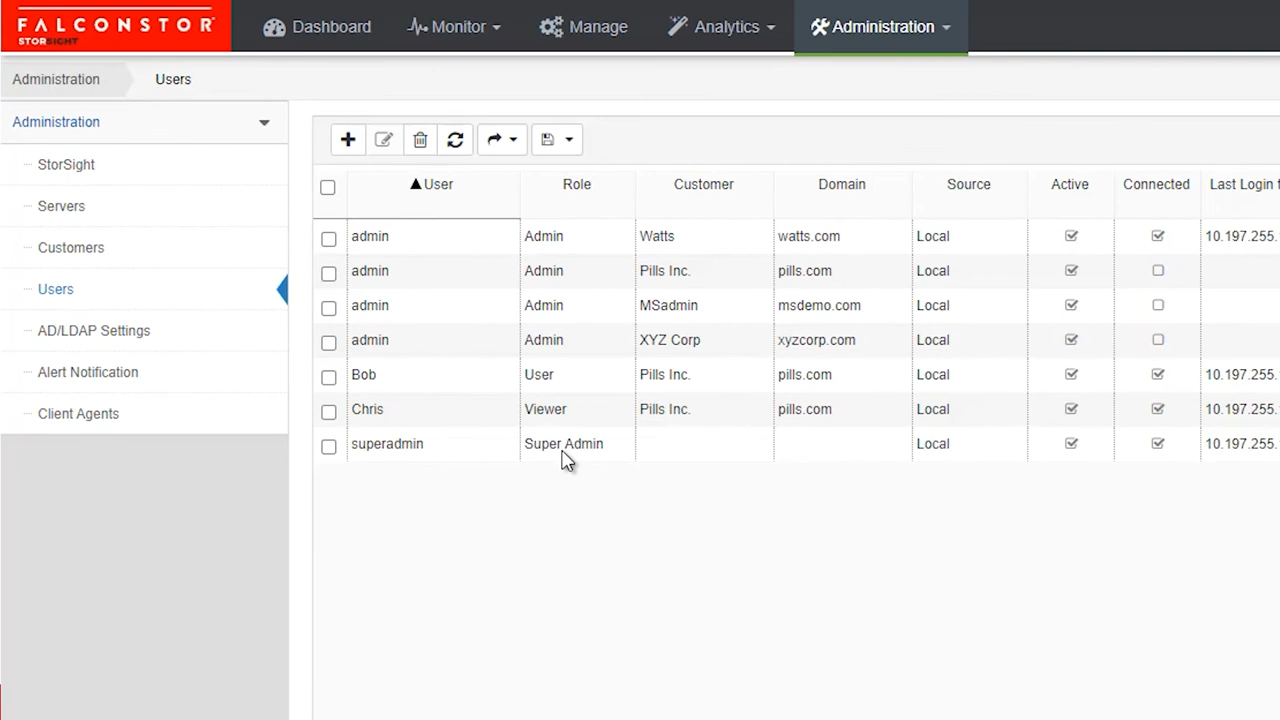 FALCONSTOR®
STORSIGHT
Dashboard Monitor Manage Analytics Administration
Administration Users
Administration
StorSight
Servers
Customers
Users
AD/LDAP Settings
Alert Notification
Client Agents
User Role Customer Domain Source Active Connected Last Login
admin Admin Watts watts.com Local 10.197.255.
admin Admin Pills Inc. pills.com Local
admin Admin MSadmin msdemo.com Local
admin Admin XYZ Corp xyzcorp.com Local
Bob User Pills Inc. pills.com Local 10.197.255.
Chris Viewer Pills Inc. pills.com Local 10.197.255.
superadmin Super Admin Local 10.197.255.